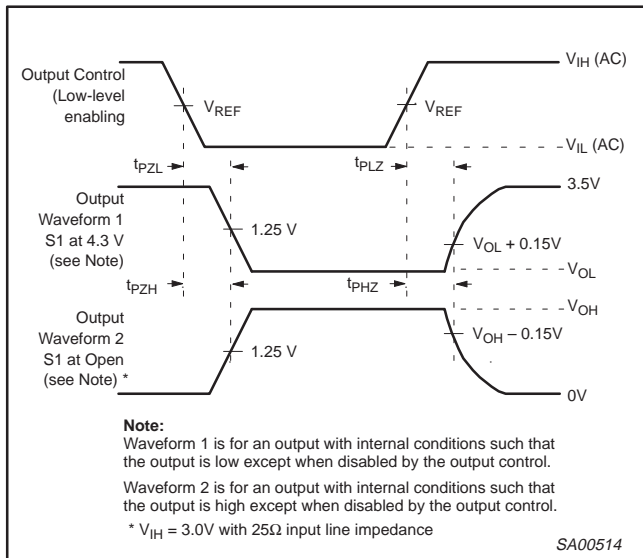 Output Control
(Low-level
enabling
VREF
VREF
VIH (AC)
VIL (AC)
tPZL
tPLZ
3.5V
Output
Waveform 1
S1 at 4.3 V
(see Note)
1.25 V
VOL + 0.15V
VOL
tPZH
tPHZ
VOH
Output
Waveform 2
S1 at Open
(see Note) *
1.25 V
VOH – 0.15V
0V
Note:
Waveform 1 is for an output with internal conditions such that
the output is low except when disabled by the output control.
Waveform 2 is for an output with internal conditions such that
the output is high except when disabled by the output control.
* VIH = 3.0V with 25Ω input line impedance
SA00514